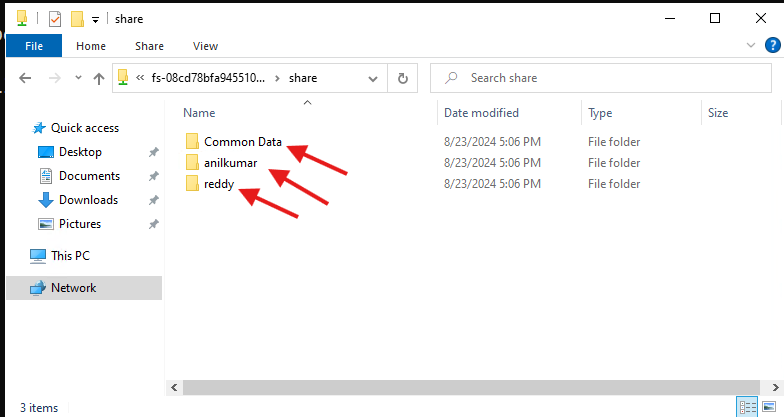 share
File Home Share View
fs-08cd78bfa945510... share Search share
Name Date modified Type Size
Quick access
Desktop
Documents
Downloads
Pictures
This PC
Network
Common Data 8/23/2024 5:06 PM File folder
anilkumar 8/23/2024 5:06 PM File folder
reddy 8/23/2024 5:06 PM File folder
3 items